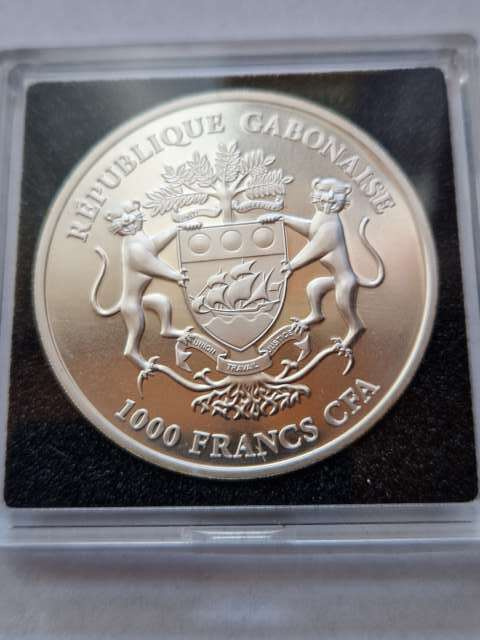 RÉPUBLIQUE GABONAISE
UNION
TRAVAIL
JUSTICE
1000 FRANCS CFA